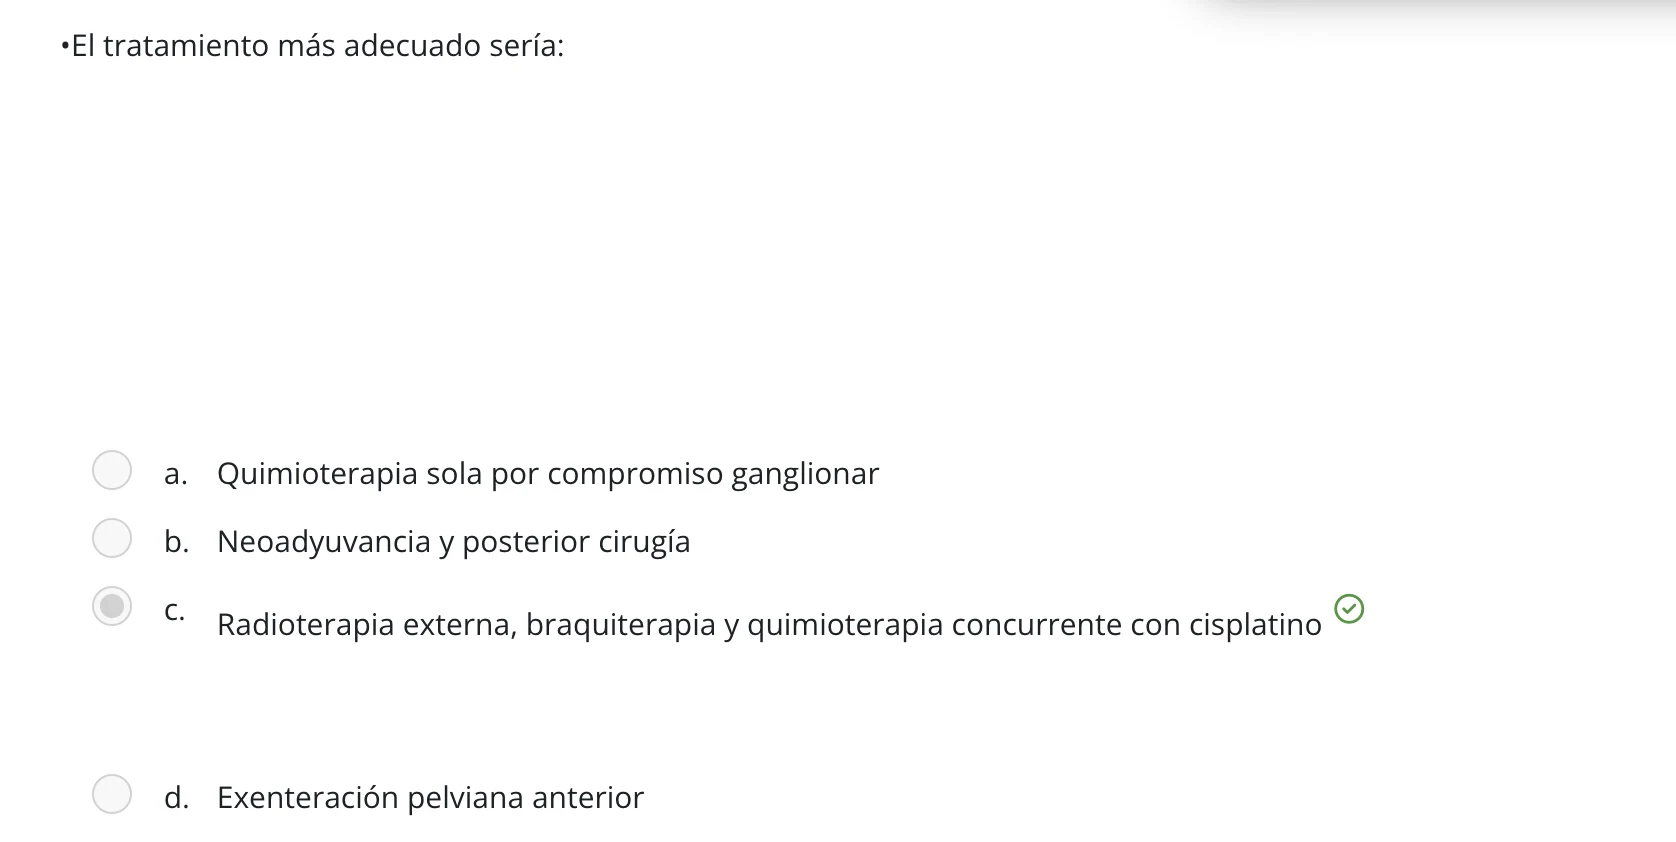 •El tratamiento más adecuado sería:
a. Quimioterapia sola por compromiso ganglionar
b. Neoadyuvancia y posterior cirugía
c. Radioterapia externa, braquiterapia y quimioterapia concurrente con cisplatino
d. Exenteración pelviana anterior